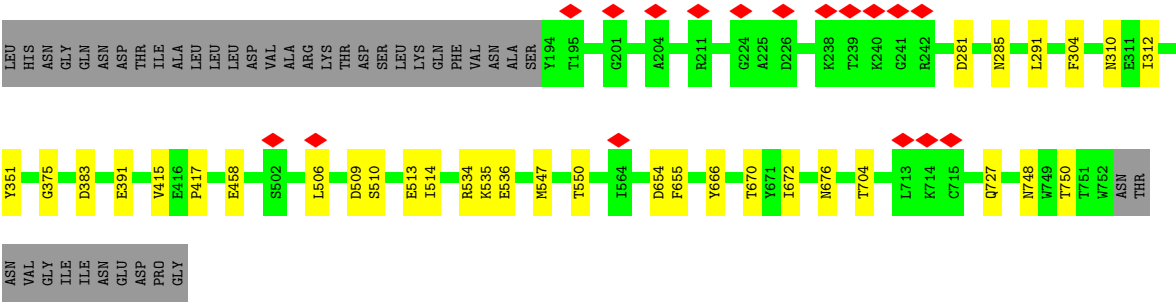 LEU HIS ASN GLY GLN ASN ASP THR ILE ALA LEU LEU LEU ASP VAL ALA ARG LYS THR ASP SER LEU LYS GLN PHE VAL ASN ALA SER Y194 T195 G201 A204 R211 G224 A225 D226 K238 T239 K240 G241 R242 D281 N285 L291 F304 N310 E311 I312
Y351 G375 D383 E391 V415 E416 P417 E458 S502 L506 D509 S510 E513 I514 R534 K535 E536 M547 T550 I564 D654 F655 Y666 T670 Y671 I672 N676 T704 L713 K714 C715 Q727 N748 W749 T750 T751 W752 ASN THR
ASN VAL GLY ILE ILE ASN GLU ASP PRO GLY